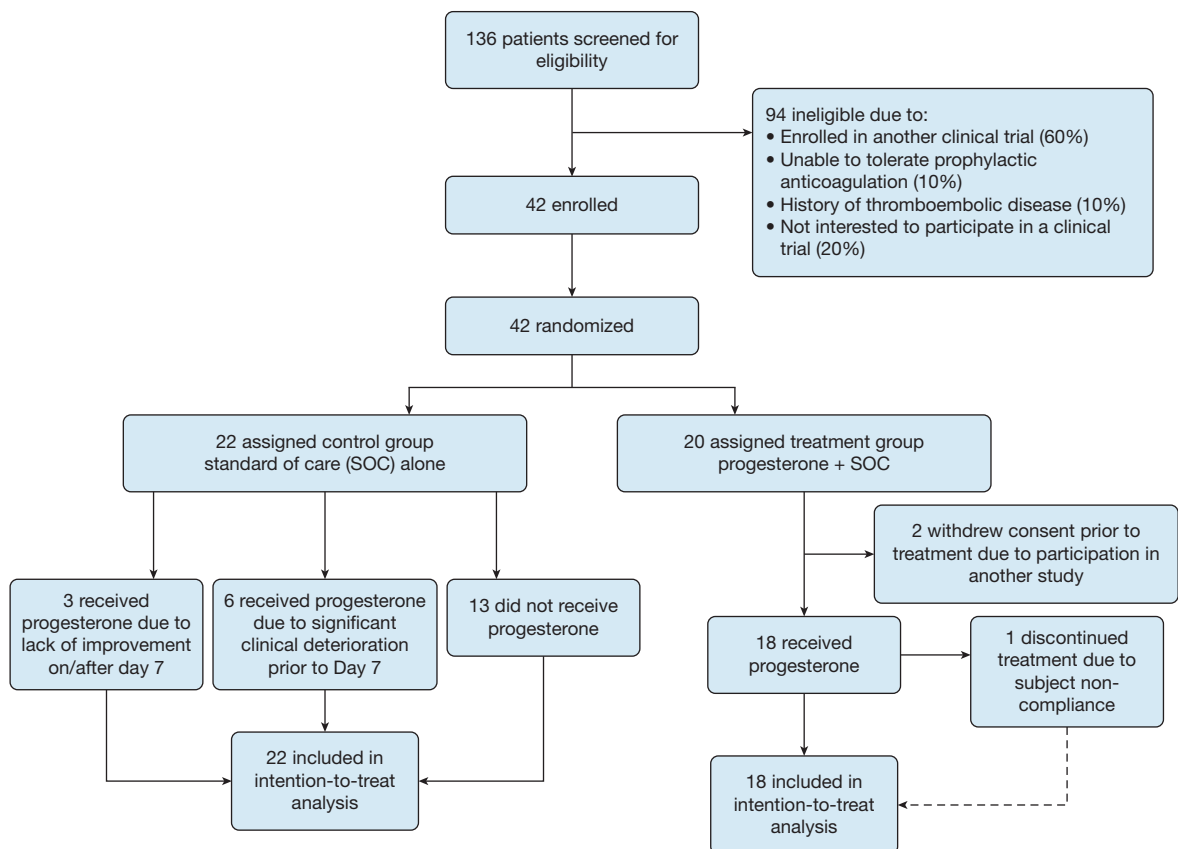 136 patients screened for
eligibility
94 ineligible due to:
• Enrolled in another clinical trial (60%)
• Unable to tolerate prophylactic
anticoagulation (10%)
• History of thromboembolic disease (10%)
• Not interested to participate in a clinical
trial (20%)
42 enrolled
42 randomized
22 assigned control group
standard of care (SOC) alone
20 assigned treatment group
progesterone + SOC
2 withdrew consent prior to
treatment due to participation in
another study
3 received
progesterone due to
lack of improvement
on/after day 7
6 received progesterone
due to significant
clinical deterioration
prior to Day 7
13 did not receive
progesterone
18 received
progesterone
1 discontinued
treatment due to
subject non-
compliance
22 included in
intention-to-treat
analysis
18 included in
intention-to-treat
analysis